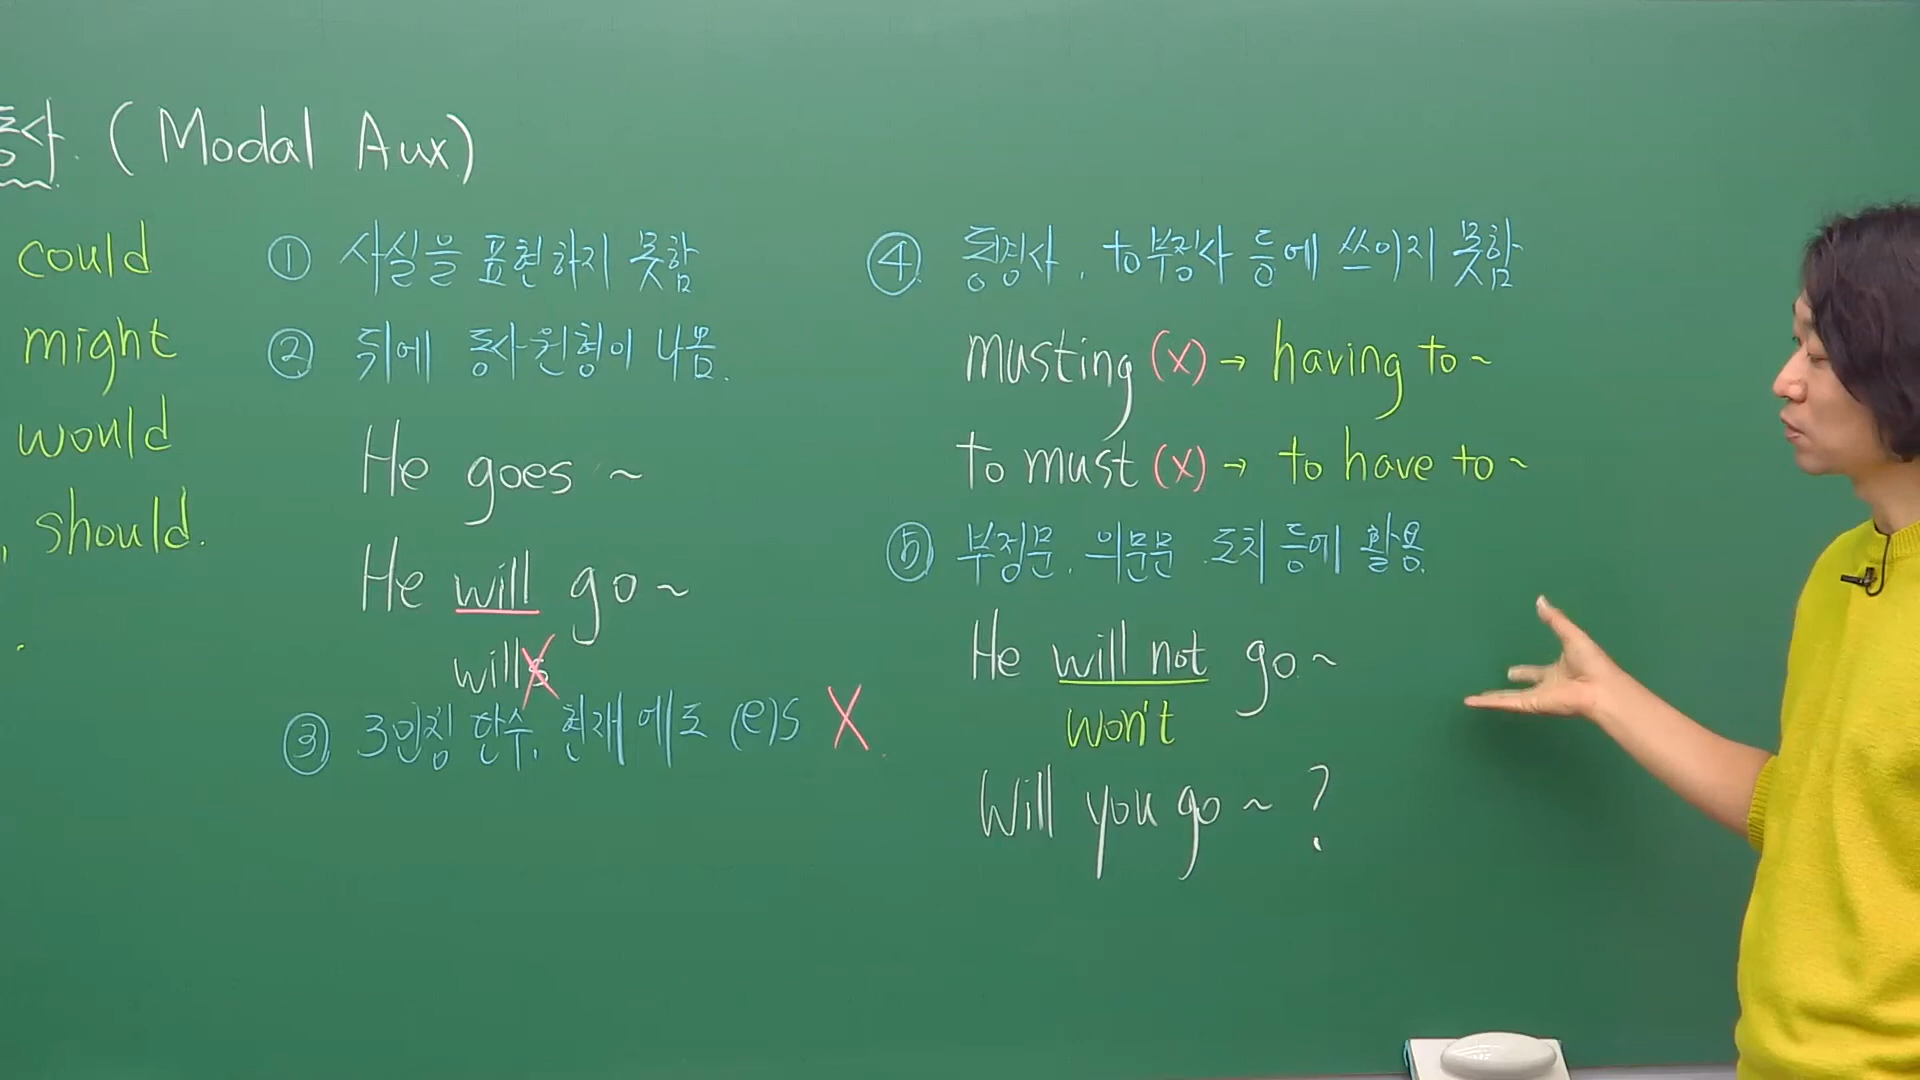 동사. (Modal Aux)
could
might
would
, should.
① 사실을 표현하지 못함
② 뒤에 동사원형이 나옴.
He goes ~
He will go ~
wills
③ 3인칭 단수, 현재에도 (e)s X
④ 동명사, to부정사 등에 쓰이지 못함
musting (x) → having to ~
to must (x) → to have to ~
⑤ 부정문, 의문문, 도치 등에 활용.
He will not go ~
won't
Will you go ~ ?